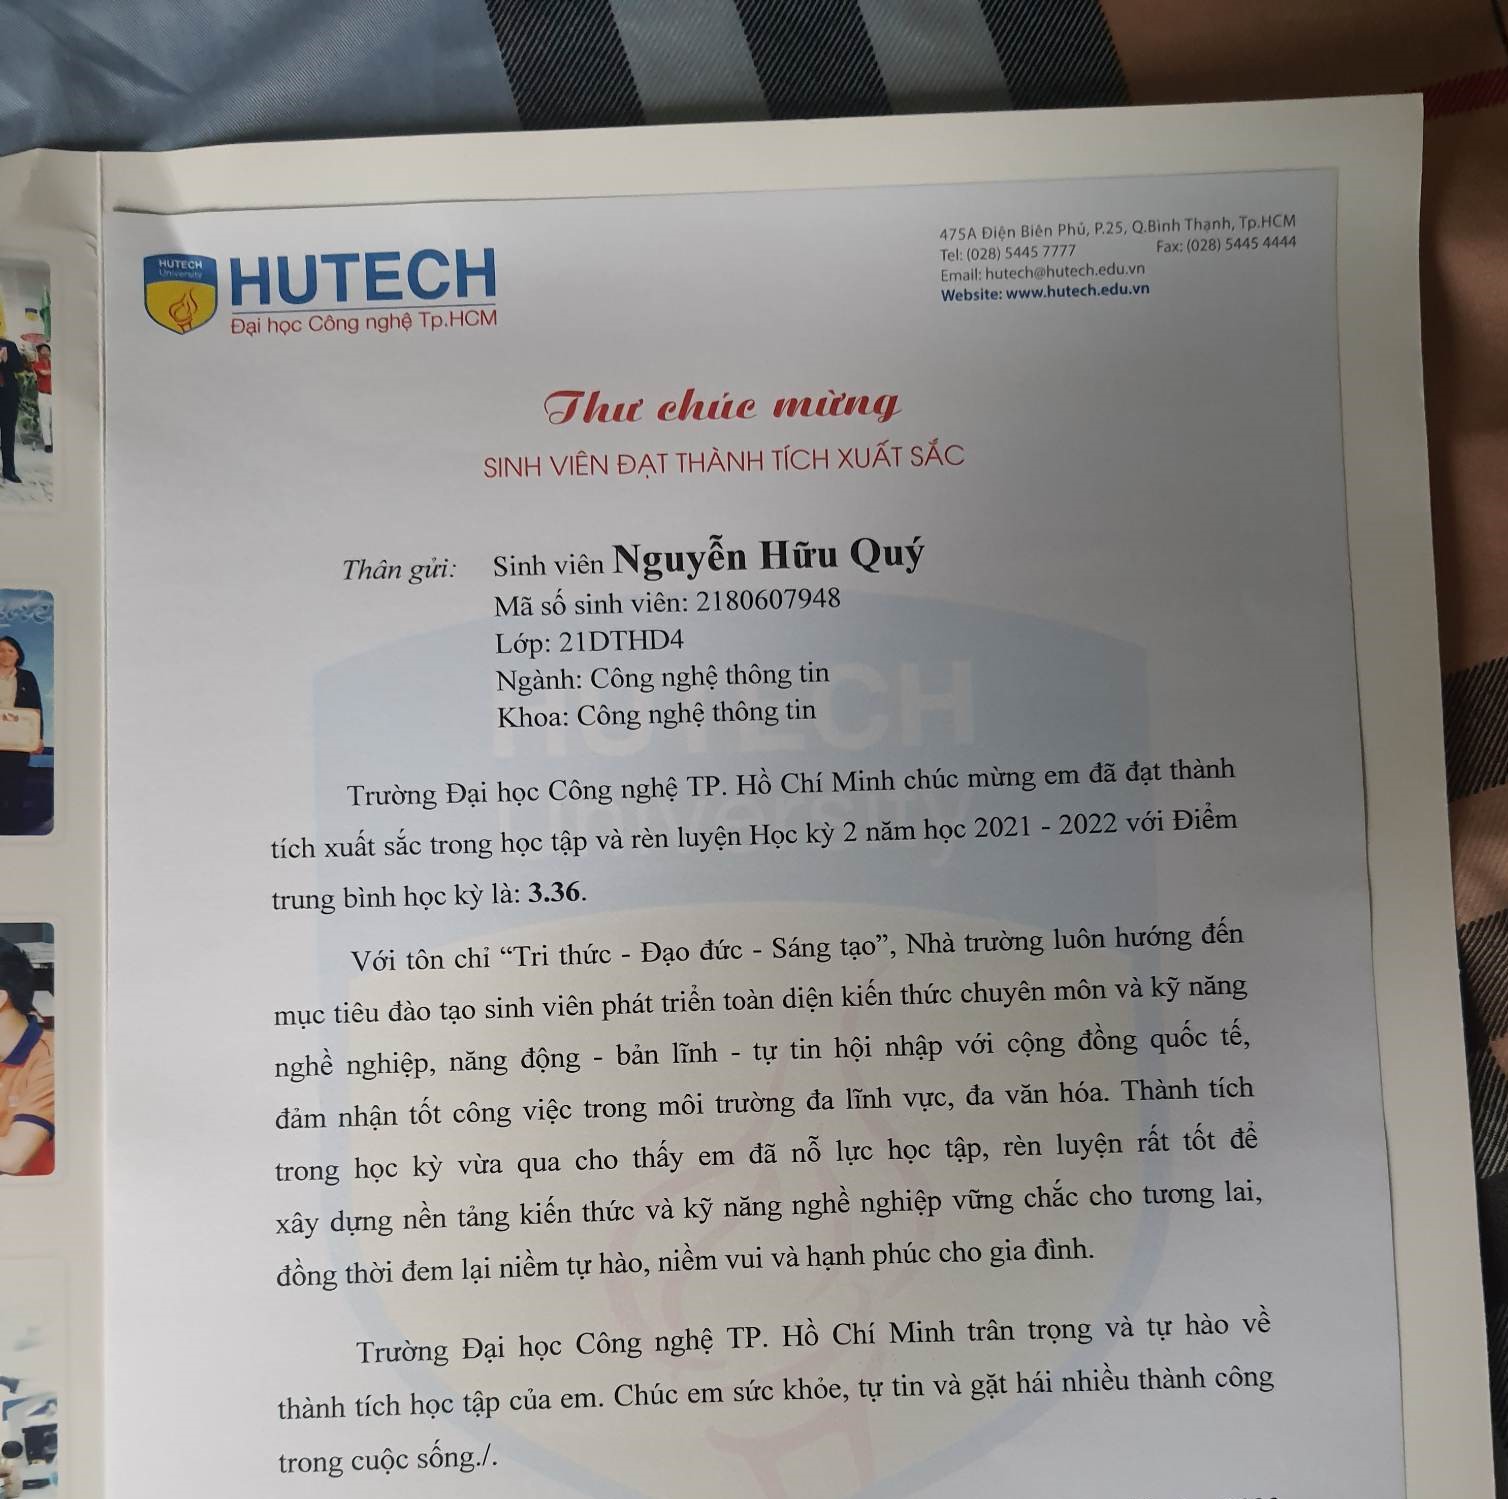 HUTECH
University
HUTECH
Đại học Công nghệ Tp.HCM
475A Điện Biên Phủ, P.25, Q.Bình Thạnh, Tp.HCM
Tel: (028) 5445 7777 Fax: (028) 5445 4444
Email: hutech@hutech.edu.vn
Website: www.hutech.edu.vn
Thư chúc mừng
SINH VIÊN ĐẠT THÀNH TÍCH XUẤT SẮC
Thân gửi: Sinh viên Nguyễn Hữu Quý
Mã số sinh viên: 2180607948
Lớp: 21DTHD4
Ngành: Công nghệ thông tin
Khoa: Công nghệ thông tin
HUTECH
University
Trường Đại học Công nghệ TP. Hồ Chí Minh chúc mừng em đã đạt thành
tích xuất sắc trong học tập và rèn luyện Học kỳ 2 năm học 2021 - 2022 với Điểm
trung bình học kỳ là: 3.36.
Với tôn chỉ “Tri thức - Đạo đức - Sáng tạo”, Nhà trường luôn hướng đến
mục tiêu đào tạo sinh viên phát triển toàn diện kiến thức chuyên môn và kỹ năng
nghề nghiệp, năng động - bản lĩnh - tự tin hội nhập với cộng đồng quốc tế,
đảm nhận tốt công việc trong môi trường đa lĩnh vực, đa văn hóa. Thành tích
trong học kỳ vừa qua cho thấy em đã nỗ lực học tập, rèn luyện rất tốt để
xây dựng nền tảng kiến thức và kỹ năng nghề nghiệp vững chắc cho tương lai,
đồng thời đem lại niềm tự hào, niềm vui và hạnh phúc cho gia đình.
Trường Đại học Công nghệ TP. Hồ Chí Minh trân trọng và tự hào về
thành tích học tập của em. Chúc em sức khỏe, tự tin và gặt hái nhiều thành công
trong cuộc sống./.